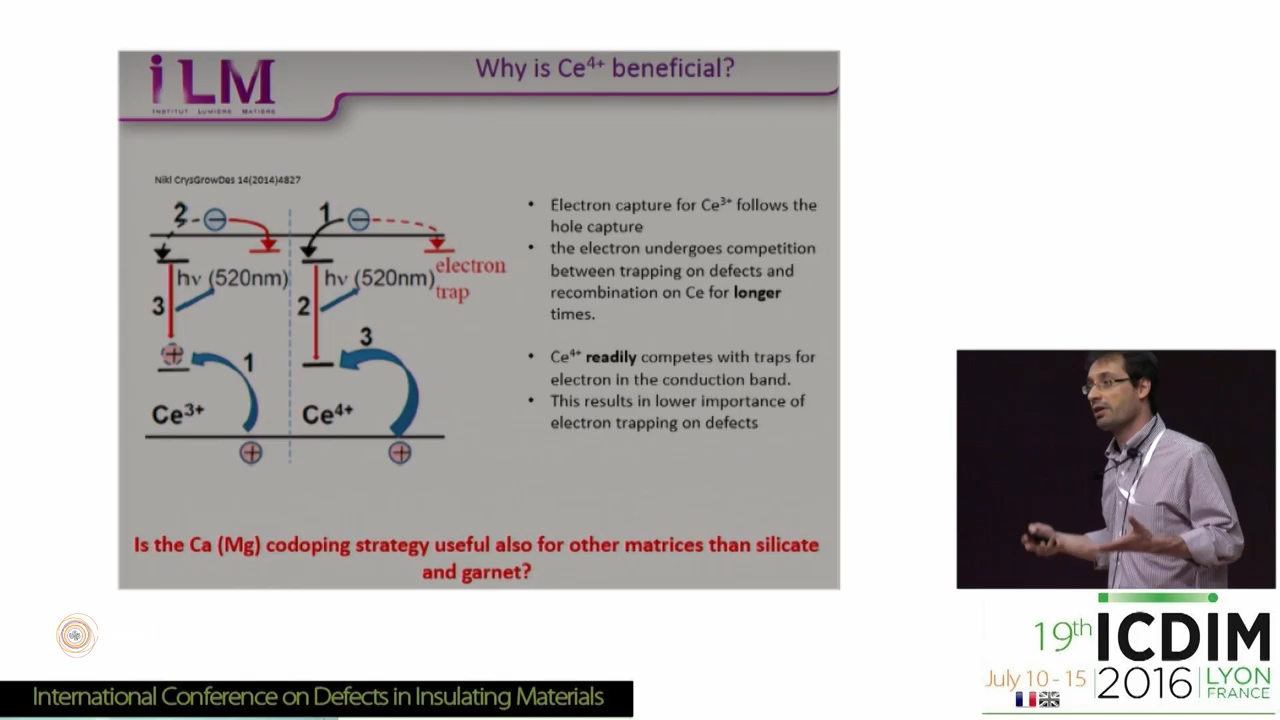 iLM
INSTITUT LUMIERE MATIERE
Why is Ce⁴⁺ beneficial?
Nikl CrysGrowDes 14(2014)4827
2
1
hν (520nm)
hν (520nm)
electron
trap
3
2
3
1
Ce³⁺
Ce⁴⁺
• Electron capture for Ce³⁺ follows the
hole capture
• the electron undergoes competition
between trapping on defects and
recombination on Ce for longer
times.
• Ce⁴⁺ readily competes with traps for
electron in the conduction band.
• This results in lower importance of
electron trapping on defects
Is the Ca (Mg) codoping strategy useful also for other matrices than silicate
and garnet?
19th ICDIM
July 10 - 15 2016 LYON
FRANCE
International Conference on Defects in Insulating Materials